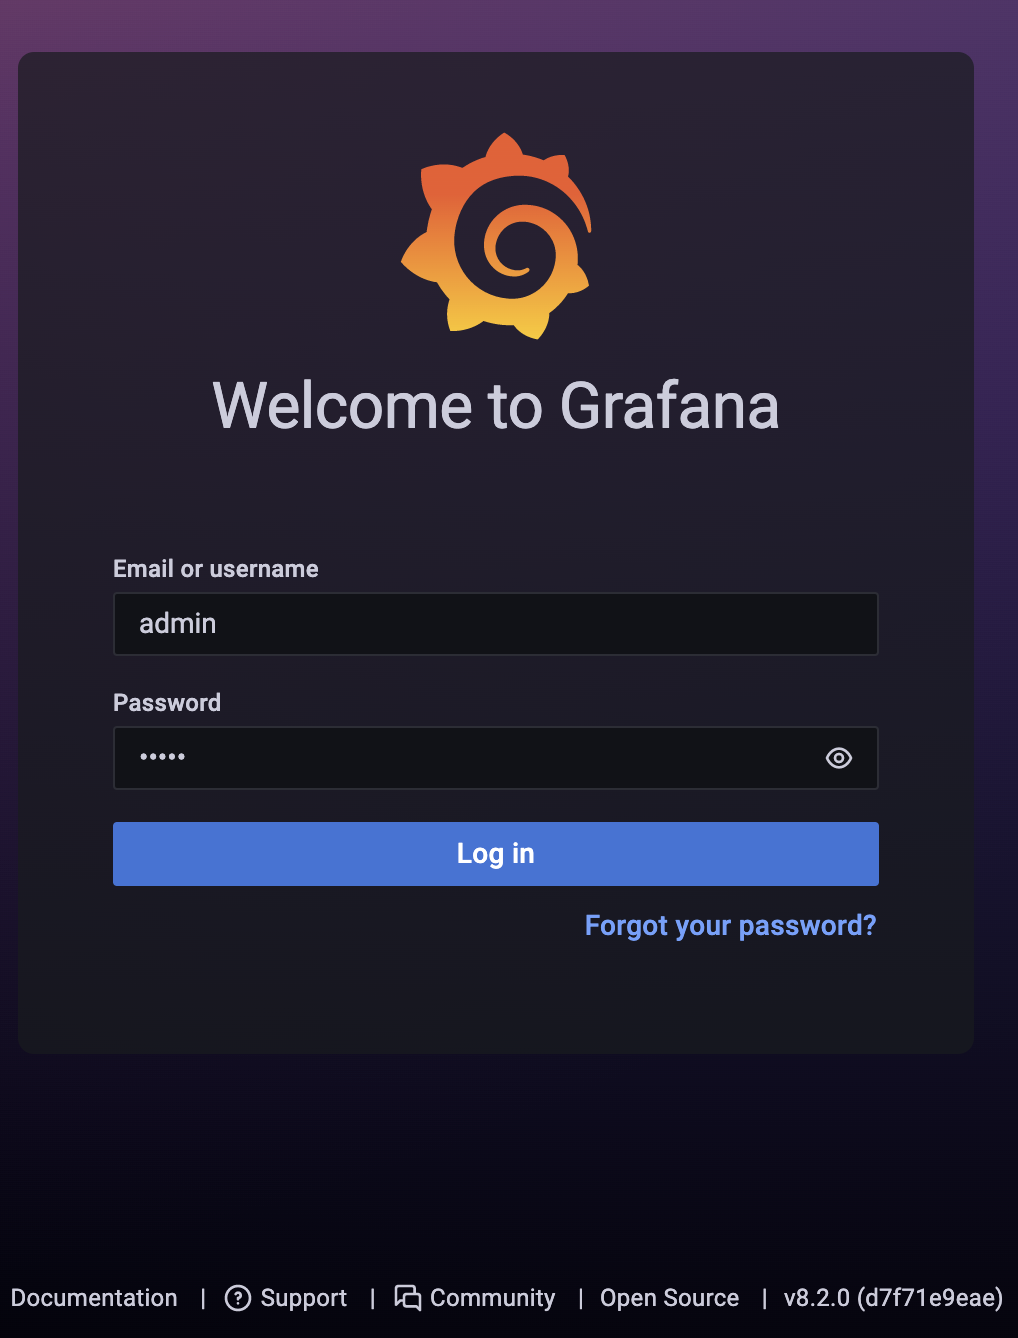 Welcome to Grafana
Email or username
admin
Password
•••••
Log in
Forgot your password?
Documentation | Support | Community | Open Source | v8.2.0 (d7f71e9eae)